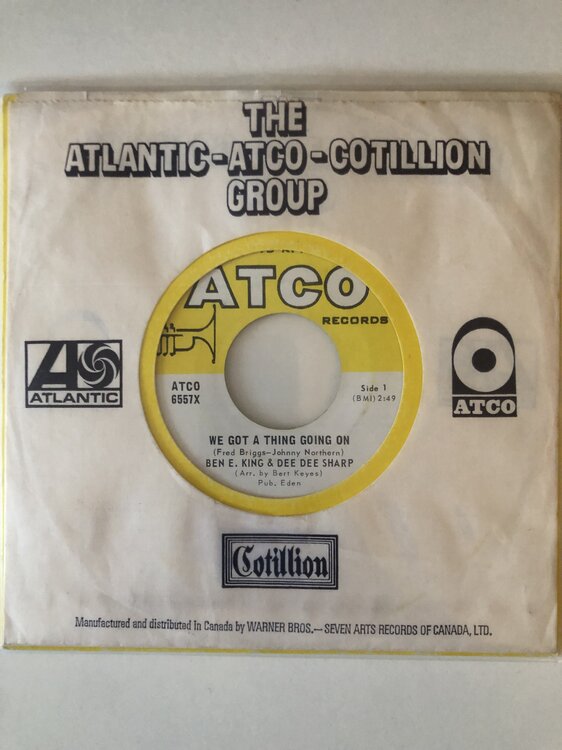 THE
ATLANTIC-ATCO-COTILLION
GROUP
ATCO
RECORDS
ATCO
6557X
Side 1
(BMI) 2:49
WE GOT A THING GOING ON
(Fred Briggs-Johnny Northern)
BEN E. KING & DEE DEE SHARP
(Arr. by Bert Keyes)
Pub. Eden
ATLANTIC
ATCO
Cotillion
Manufactured and distributed in Canada by WARNER BROS.—SEVEN ARTS RECORDS OF CANADA, LTD.